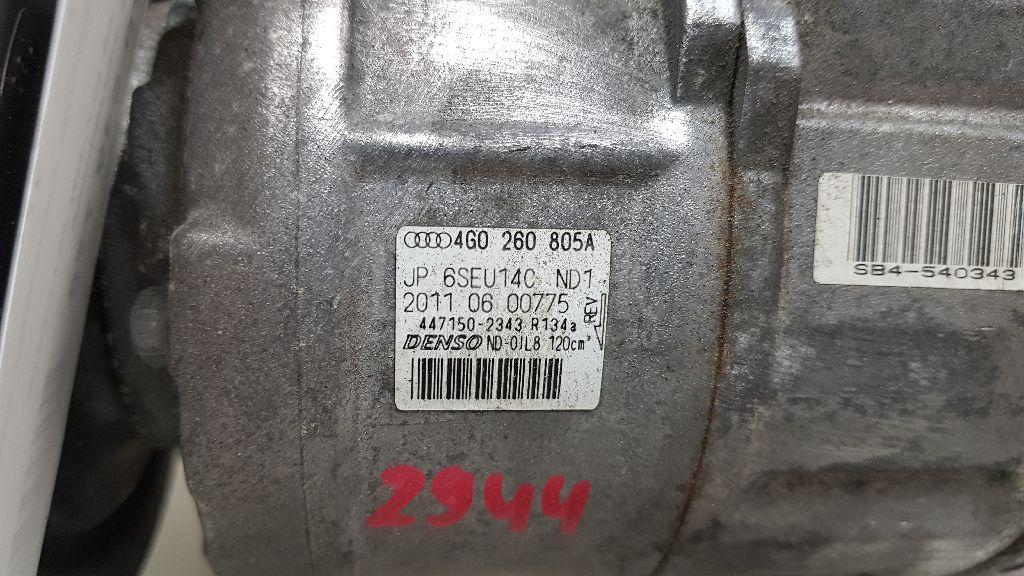 4G0 260 805A
JP 6SEU14C ND1
2011 06 00775
REV
447150-2343 R134a
DENSO ND-OIL8 120cm³
SB4-540343
2944